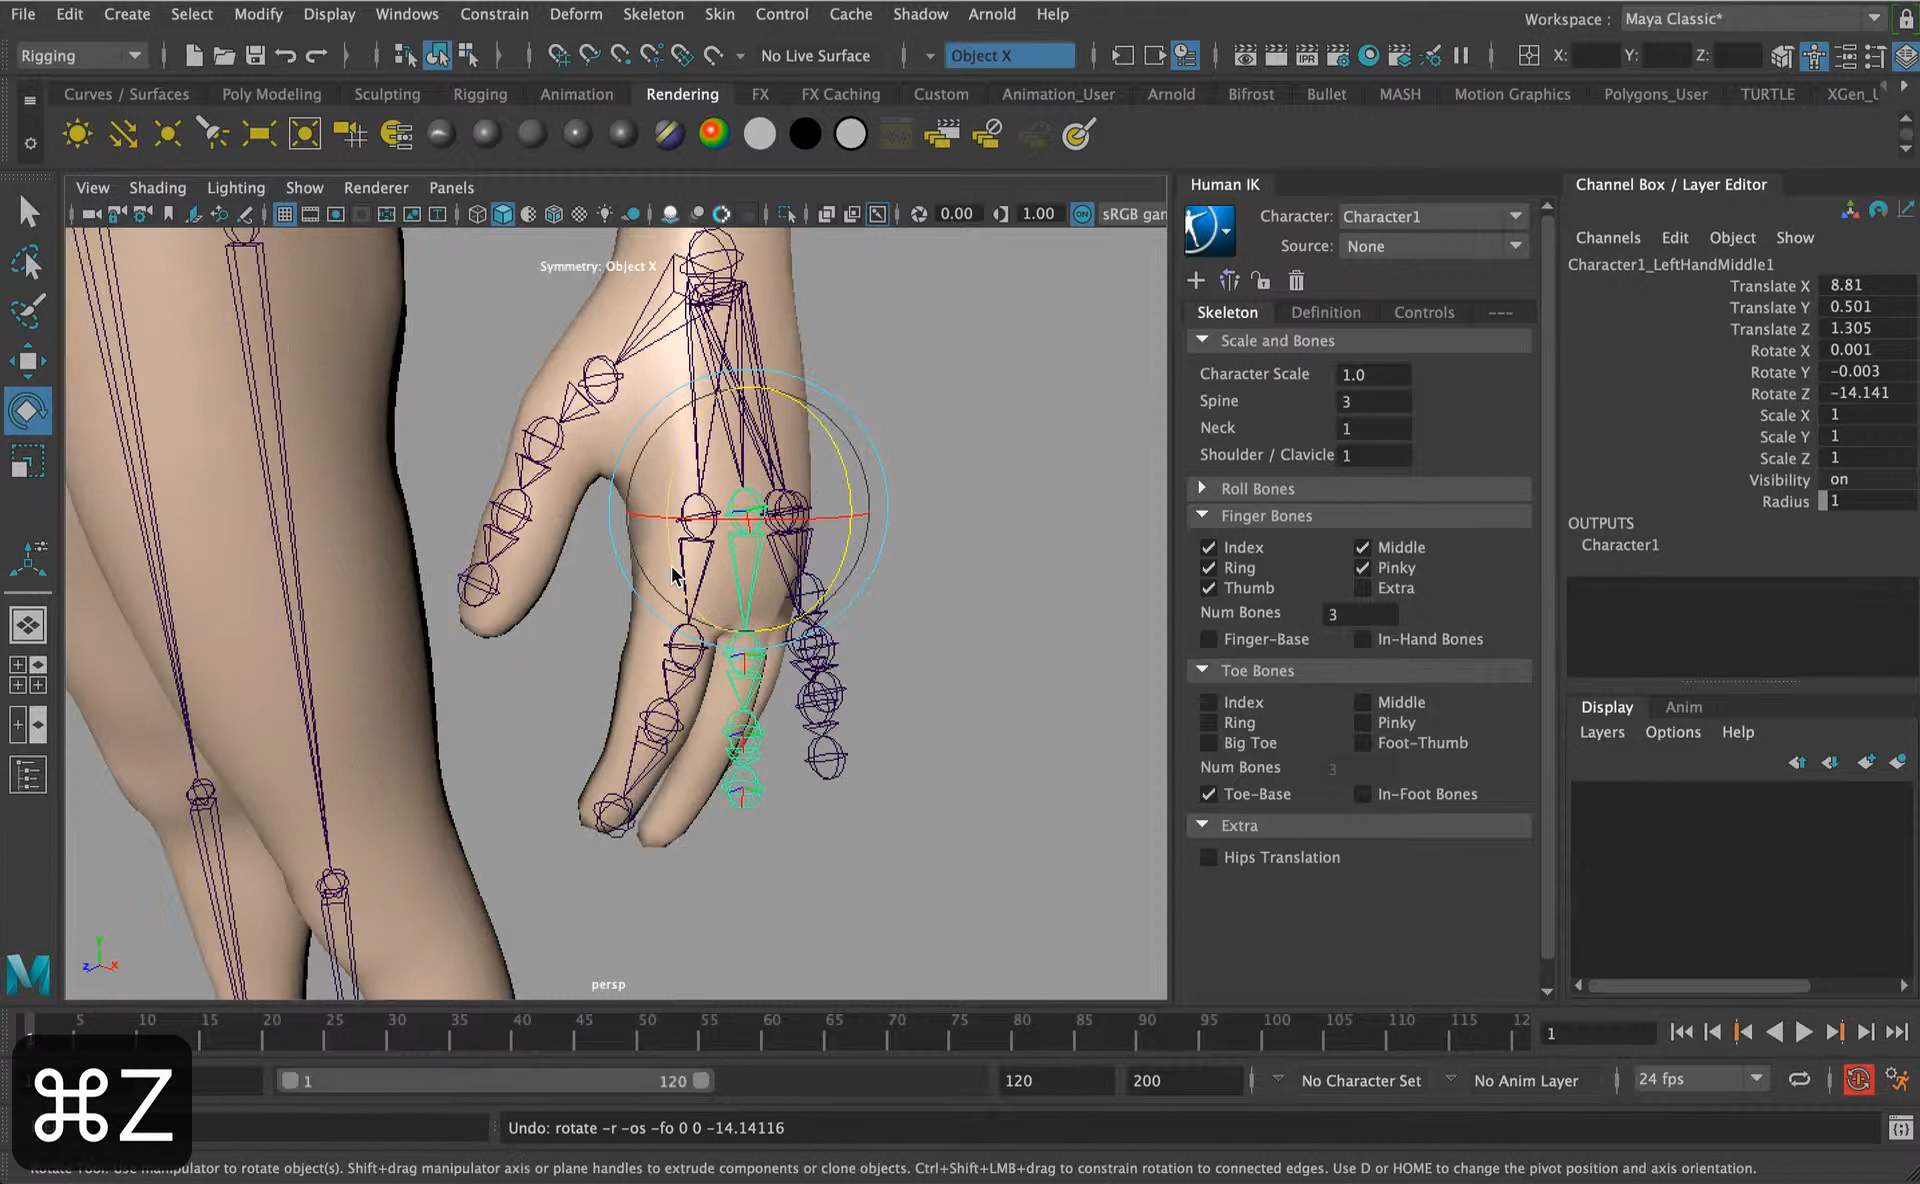 File Edit Create Select Modify Display Windows Constrain Deform Skeleton Skin Control Cache Shadow Arnold Help
Workspace : Maya Classic*
Rigging No Live Surface Object X X: Y: Z:
Curves / Surfaces Poly Modeling Sculpting Rigging Animation Rendering FX FX Caching Custom Animation_User Arnold Bifrost Bullet MASH Motion Graphics Polygons_User TURTLE XGen_U
IPR
View Shading Lighting Show Renderer Panels
0.00 1.00 ON sRGB gan
Symmetry: Object X
persp
Human IK
Character: Character1
Source: None
Skeleton Definition Controls ---
Scale and Bones
Character Scale 1.0
Spine 3
Neck 1
Shoulder / Clavicle 1
Roll Bones
Finger Bones
Index Middle
Ring Pinky
Thumb Extra
Num Bones 3
Finger-Base In-Hand Bones
Toe Bones
Index Middle
Ring Pinky
Big Toe Foot-Thumb
Num Bones 3
Toe-Base In-Foot Bones
Extra
Hips Translation
Channel Box / Layer Editor
Channels Edit Object Show
Character1_LeftHandMiddle1
Translate X 8.81
Translate Y 0.501
Translate Z 1.305
Rotate X 0.001
Rotate Y -0.003
Rotate Z -14.141
Scale X 1
Scale Y 1
Scale Z 1
Visibility on
Radius 1
OUTPUTS
Character1
Display Anim
Layers Options Help
5 10 15 20 25 30 35 40 45 50 55 60 65 70 75 80 85 90 95 100 105 110 115 12
1
1 120 120 200 No Character Set No Anim Layer 24 fps
⌘Z
Undo: rotate -r -os -fo 0 0 -14.14116
Rotate Tool: Use manipulator to rotate object(s). Shift+drag manipulator axis or plane handles to extrude components or clone objects. Ctrl+Shift+LMB+drag to constrain rotation to connected edges. Use D or HOME to change the pivot position and axis orientation.